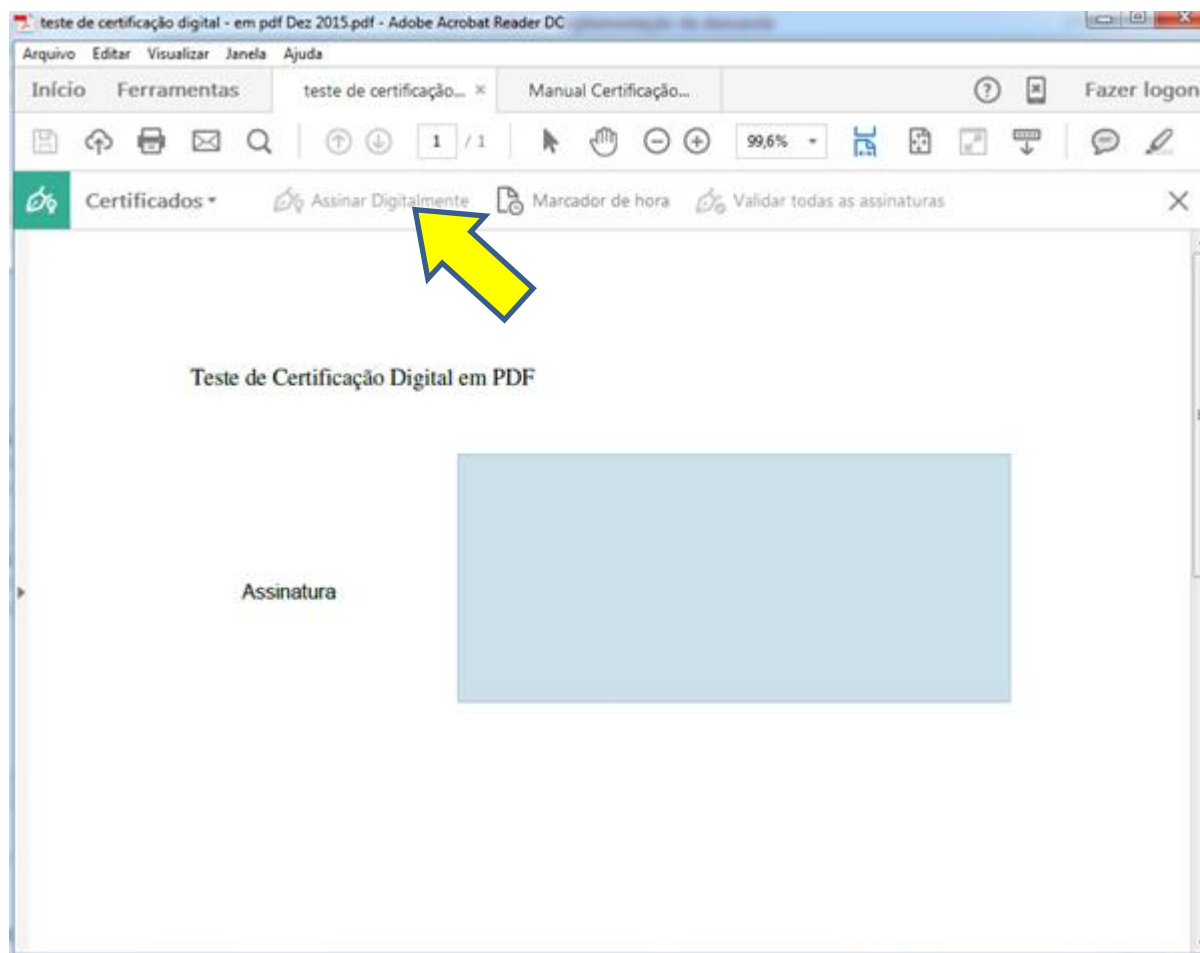 teste de certificação digital - em pdf Dez 2015.pdf - Adobe Acrobat Reader DC
Arquivo Editar Visualizar Janela Ajuda
Início Ferramentas teste de certificação... × Manual Certificação... Fazer logon
1 / 1 99,6%
Certificados Assinar Digitalmente Marcador de hora Validar todas as assinaturas
Teste de Certificação Digital em PDF
Assinatura